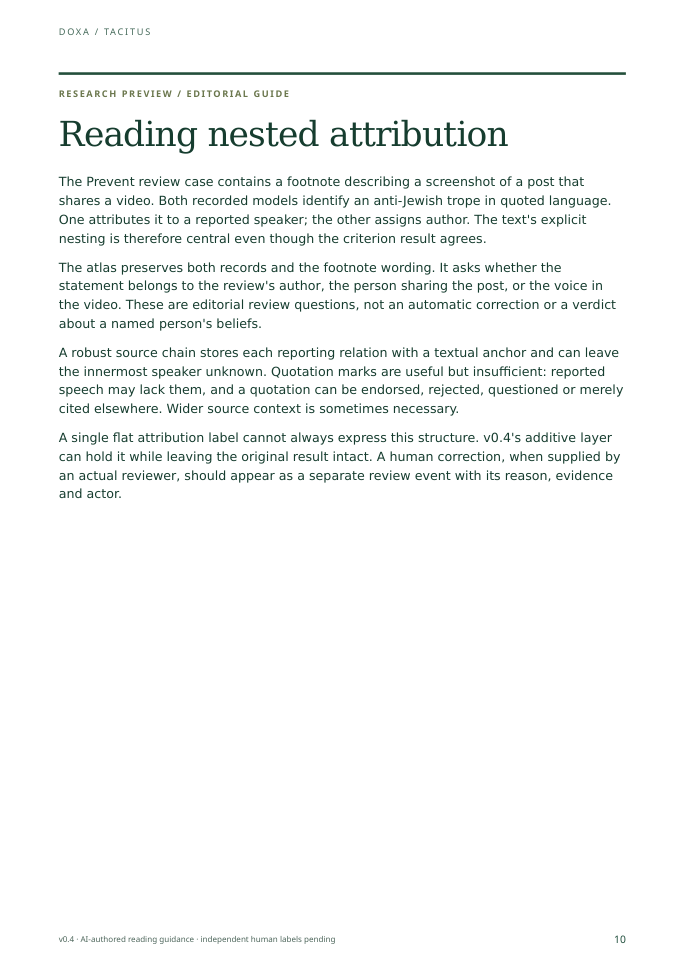 DOXA / TACITUS
RESEARCH PREVIEW / EDITORIAL GUIDE
Reading nested attribution
The Prevent review case contains a footnote describing a screenshot of a post that
shares a video. Both recorded models identify an anti-Jewish trope in quoted language.
One attributes it to a reported speaker; the other assigns author. The text's explicit
nesting is therefore central even though the criterion result agrees.
The atlas preserves both records and the footnote wording. It asks whether the
statement belongs to the review's author, the person sharing the post, or the voice in
the video. These are editorial review questions, not an automatic correction or a verdict
about a named person's beliefs.
A robust source chain stores each reporting relation with a textual anchor and can leave
the innermost speaker unknown. Quotation marks are useful but insufficient: reported
speech may lack them, and a quotation can be endorsed, rejected, questioned or merely
cited elsewhere. Wider source context is sometimes necessary.
A single flat attribution label cannot always express this structure. v0.4's additive layer
can hold it while leaving the original result intact. A human correction, when supplied by
an actual reviewer, should appear as a separate review event with its reason, evidence
and actor.
v0.4 · AI-authored reading guidance · independent human labels pending
10